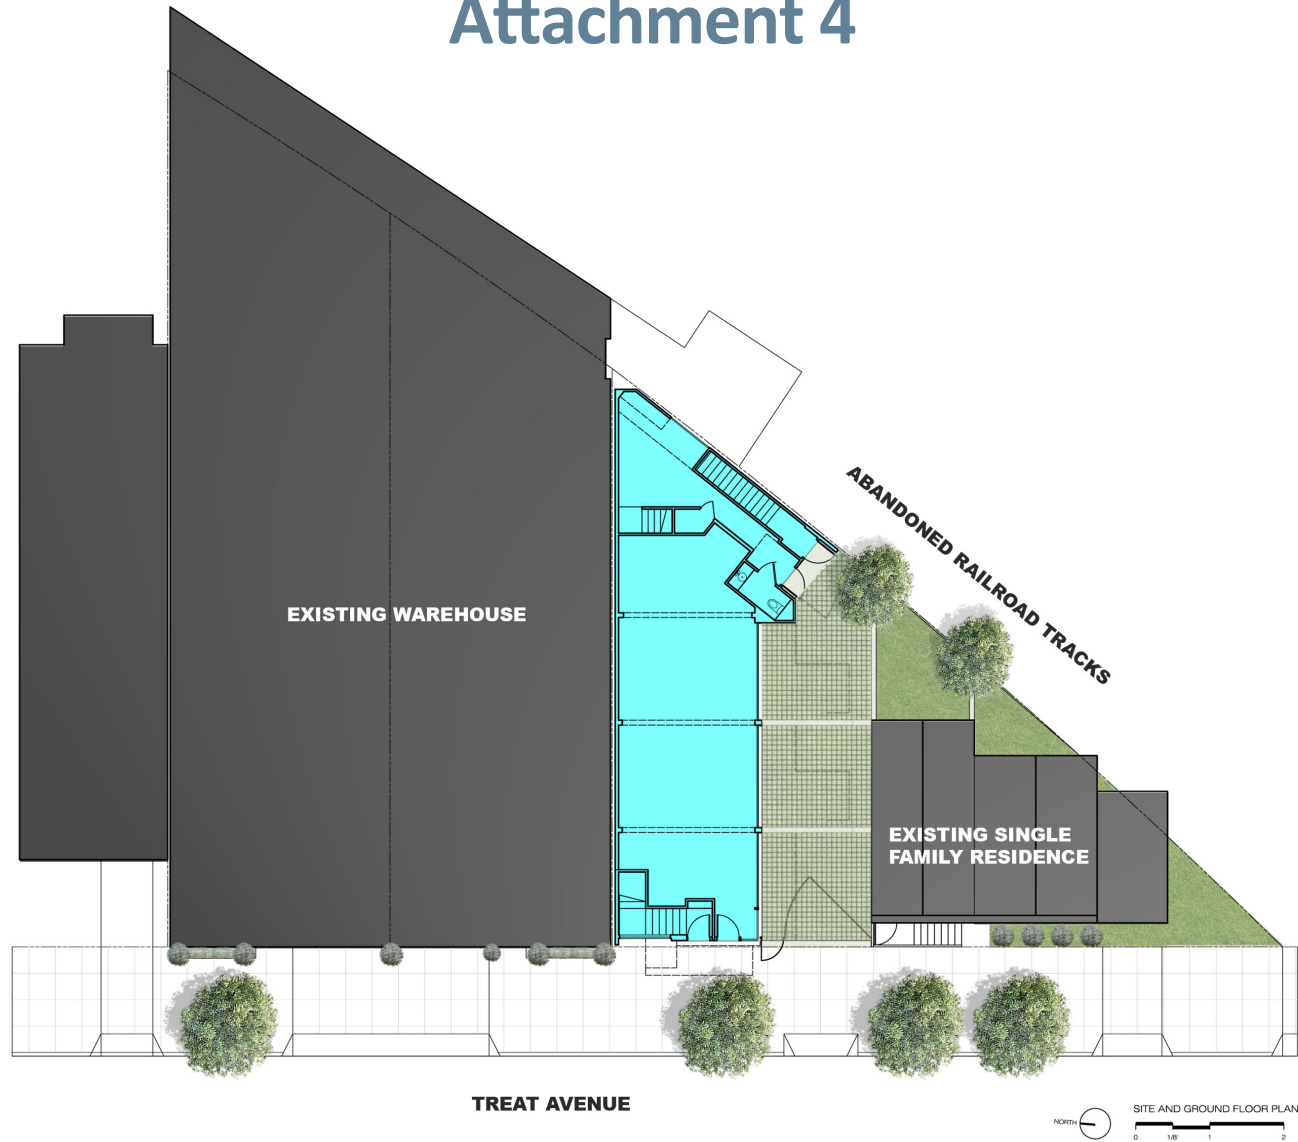 Attachment 4
ABANDONED RAILROAD TRACKS
EXISTING WAREHOUSE
EXISTING SINGLE
FAMILY RESIDENCE
TREAT AVENUE
NORTH
SITE AND GROUND FLOOR PLAN
0 1/8' 1 2